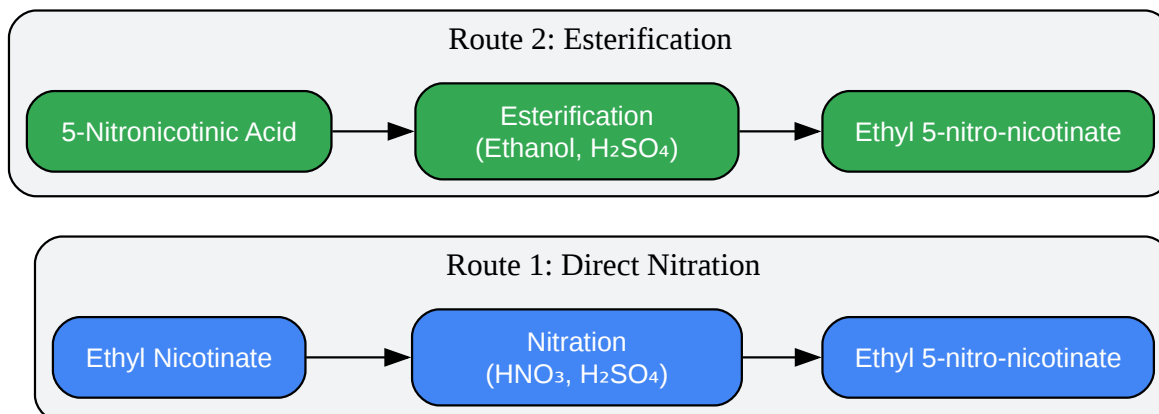 Route 2: Esterification
5-Nitronicotinic Acid
Esterification
(Ethanol, H₂SO₄)
Ethyl 5-nitro-nicotinate
Route 1: Direct Nitration
Ethyl Nicotinate
Nitration
(HNO₃, H₂SO₄)
Ethyl 5-nitro-nicotinate